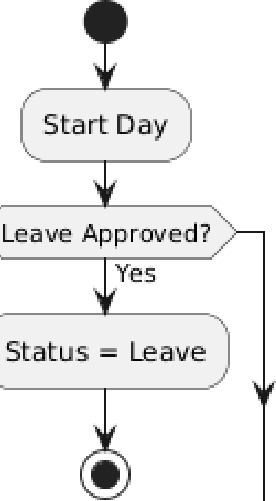 Start Day
Leave Approved?
Yes
Status = Leave